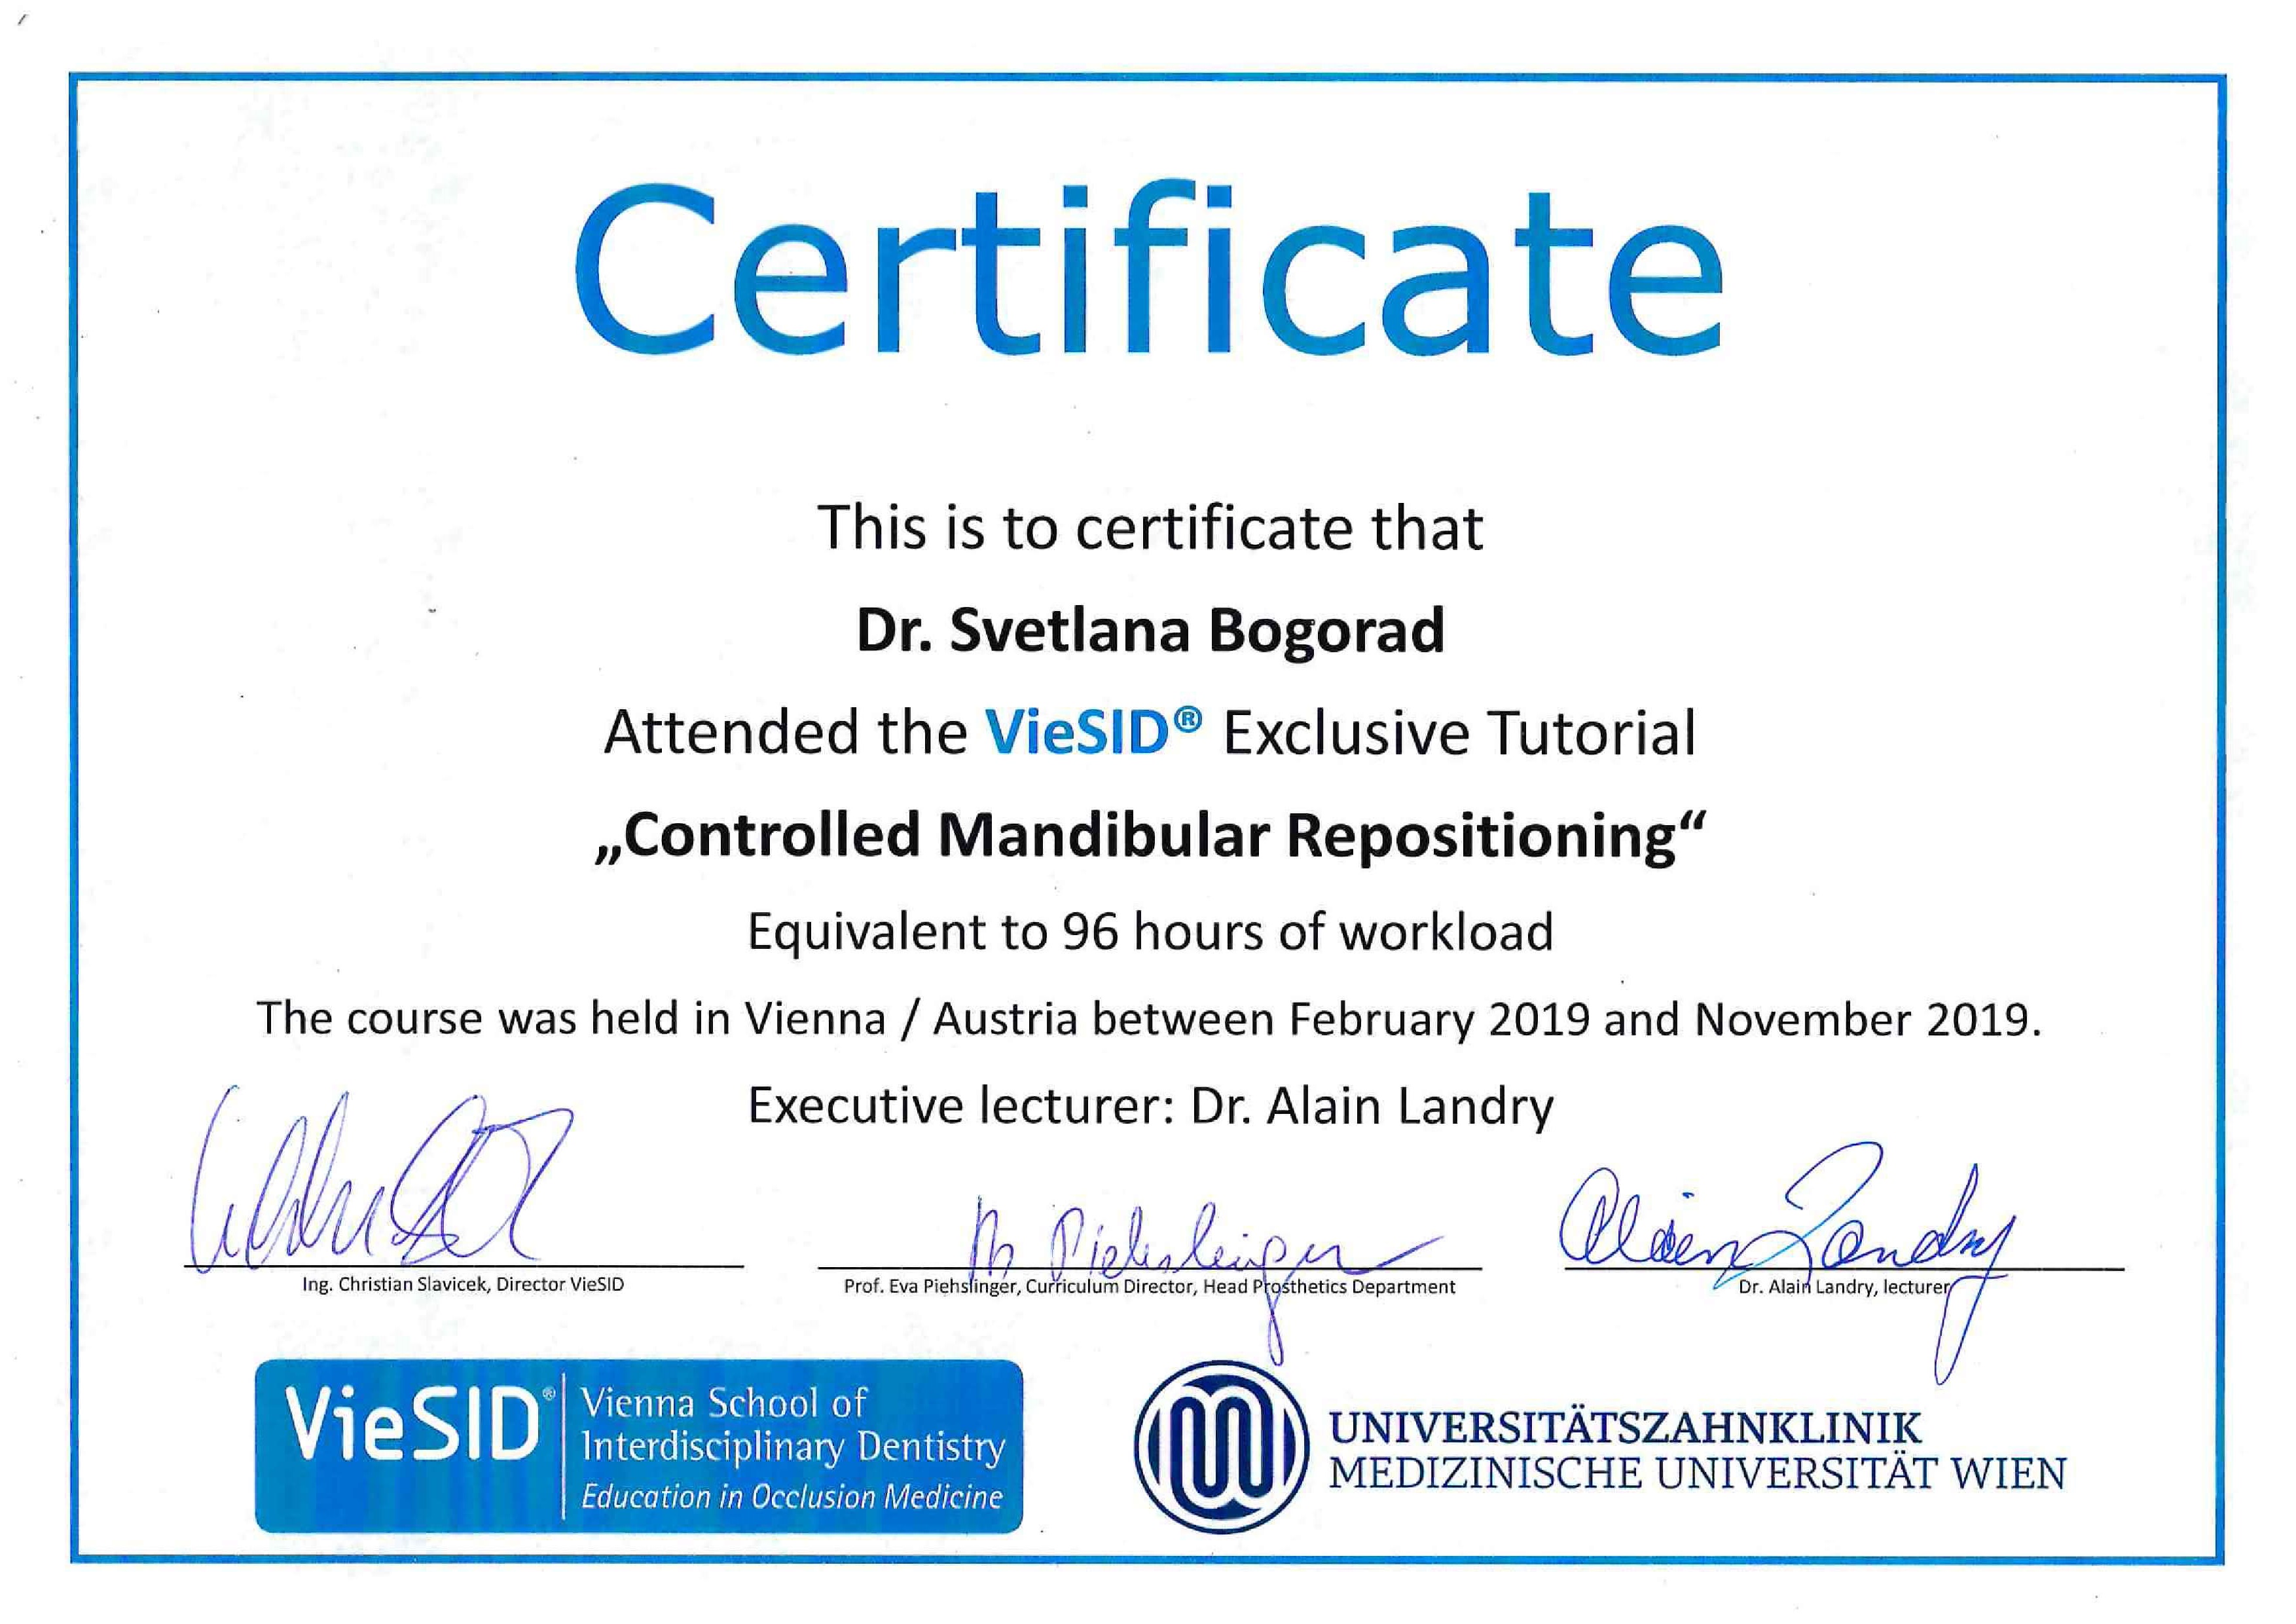 Certificate
This is to certificate that
Dr. Svetlana Bogorad
Attended the VieSID® Exclusive Tutorial
„Controlled Mandibular Repositioning“
Equivalent to 96 hours of workload
The course was held in Vienna / Austria between February 2019 and November 2019.
Executive lecturer: Dr. Alain Landry
Alain Landry
Ing. Christian Slavicek, Director VieSID
Prof. Eva Piehslinger, Curriculum Director, Head Prosthetics Department
Dr. Alain Landry, lecturer
VieSID®
Vienna School of
Interdisciplinary Dentistry
Education in Occlusion Medicine
UNIVERSITÄTSZAHNKLINIK
MEDIZINISCHE UNIVERSITÄT WIEN